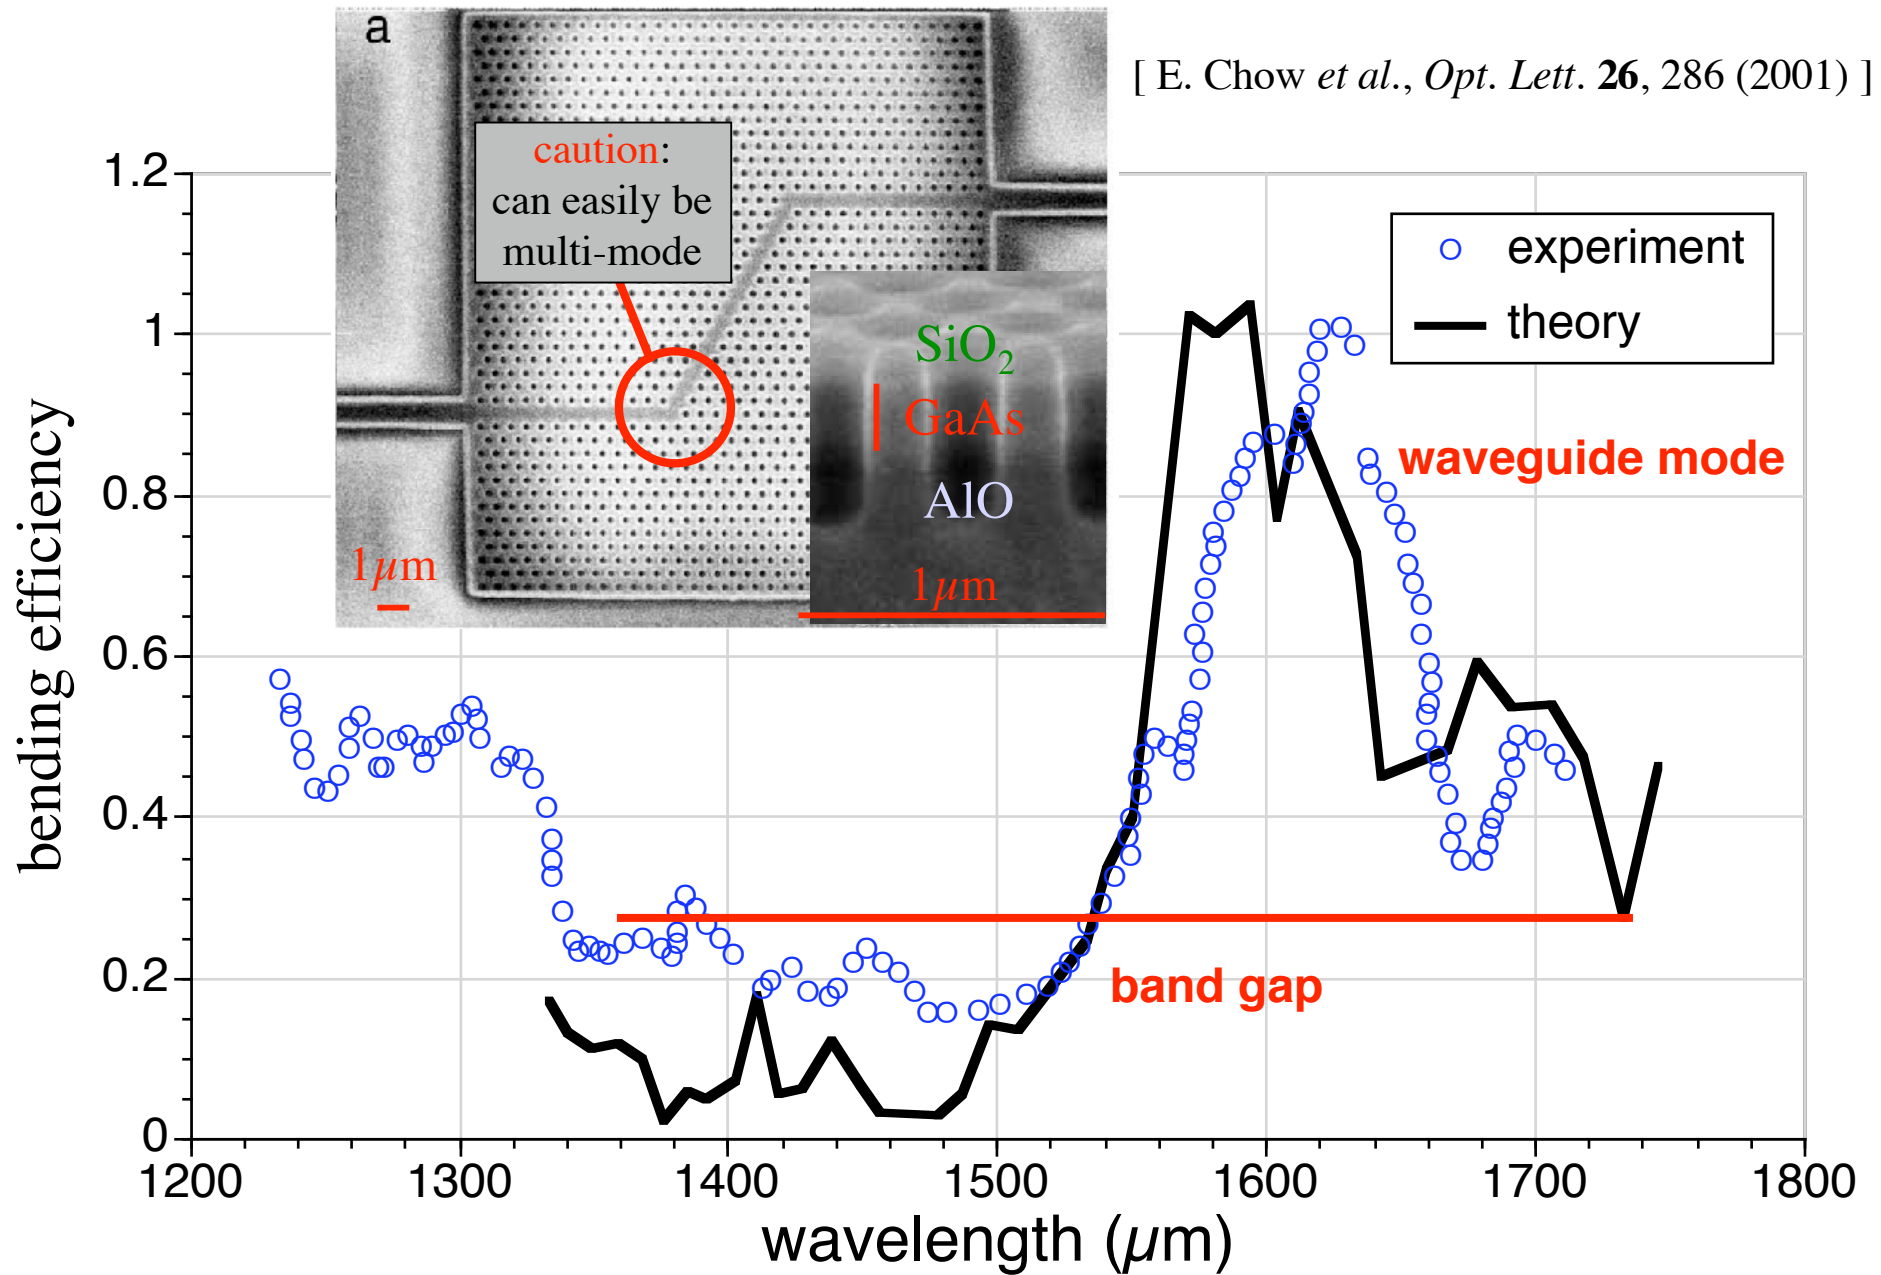 a
[ E. Chow et al., Opt. Lett. 26, 286 (2001) ]
caution:
can easily be
multi-mode
SiO2
GaAs
AlO
1μm
1μm
experiment
theory
waveguide mode
band gap
bending efficiency
1.2
1
0.8
0.6
0.4
0.2
0
1200 1300 1400 1500 1600 1700 1800
wavelength (μm)